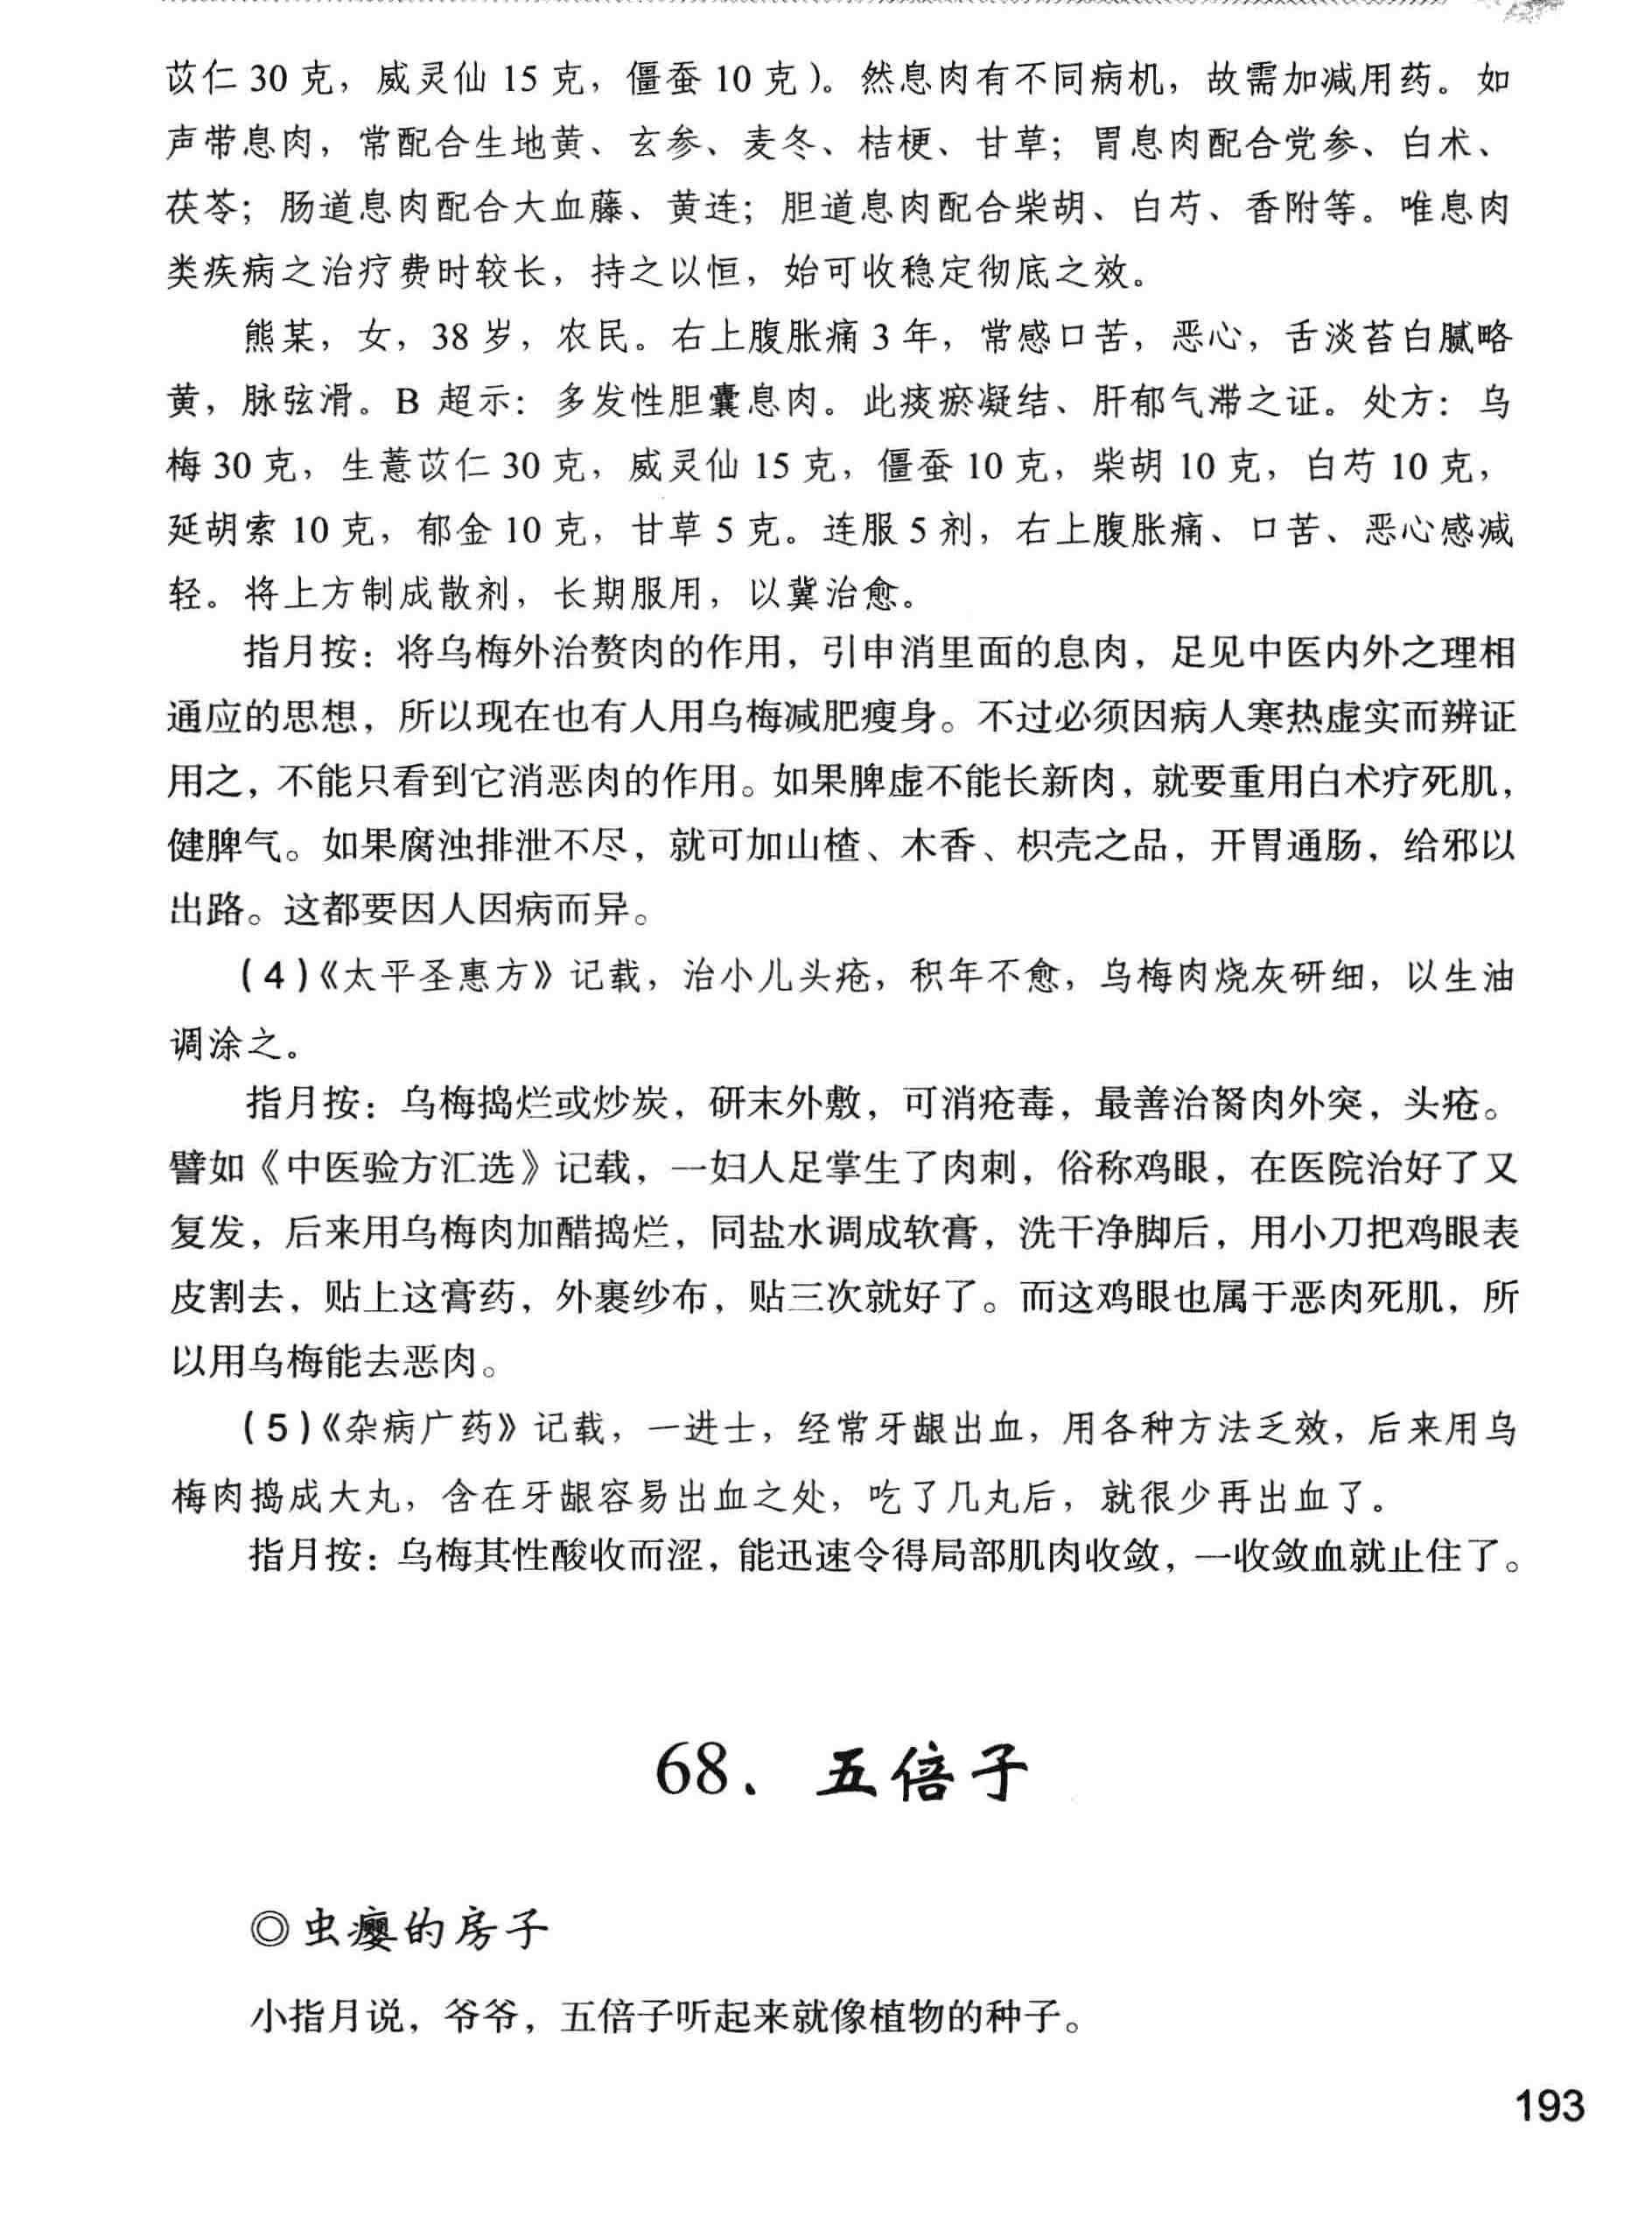 苡仁 30 克，威灵仙 15 克，僵蚕 10 克）。然息肉有不同病机，故需加减用药。如
声带息肉，常配合生地黄、玄参、麦冬、桔梗、甘草；胃息肉配合党参、白术、
茯苓；肠道息肉配合大血藤、黄连；胆道息肉配合柴胡、白芍、香附等。唯息肉
类疾病之治疗费时较长，持之以恒，始可收稳定彻底之效。
熊某，女，38 岁，农民。右上腹胀痛 3 年，常感口苦，恶心，舌淡苔白腻略
黄，脉弦滑。B 超示：多发性胆囊息肉。此痰瘀凝结、肝郁气滞之证。处方：乌
梅 30 克，生薏苡仁 30 克，威灵仙 15 克，僵蚕 10 克，柴胡 10 克，白芍 10 克，
延胡索 10 克，郁金 10 克，甘草 5 克。连服 5 剂，右上腹胀痛、口苦、恶心感减
轻。将上方制成散剂，长期服用，以冀治愈。
指月按：将乌梅外治赘肉的作用，引申消里面的息肉，足见中医内外之理相
通应的思想，所以现在也有人用乌梅减肥瘦身。不过必须因病人寒热虚实而辨证
用之，不能只看到它消恶肉的作用。如果脾虚不能长新肉，就要重用白术疗死肌，
健脾气。如果腐浊排泄不尽，就可加山楂、木香、枳壳之品，开胃通肠，给邪以
出路。这都要因人因病而异。
（4）《太平圣惠方》记载，治小儿头疮，积年不愈，乌梅肉烧灰研细，以生油
调涂之。
指月按：乌梅捣烂或炒炭，研末外敷，可消疮毒，最善治胬肉外突，头疮。
譬如《中医验方汇选》记载，一妇人足掌生了肉刺，俗称鸡眼，在医院治好了又
复发，后来用乌梅肉加醋捣烂，同盐水调成软膏，洗干净脚后，用小刀把鸡眼表
皮割去，贴上这膏药，外裹纱布，贴三次就好了。而这鸡眼也属于恶肉死肌，所
以用乌梅能去恶肉。
（5）《杂病广药》记载，一进士，经常牙龈出血，用各种方法乏效，后来用乌
梅肉捣成大丸，含在牙龈容易出血之处，吃了几丸后，就很少再出血了。
指月按：乌梅其性酸收而涩，能迅速令得局部肌肉收敛，一收敛血就止住了。
68、五倍子
◎虫瘿的房子
小指月说，爷爷，五倍子听起来就像植物的种子。
193